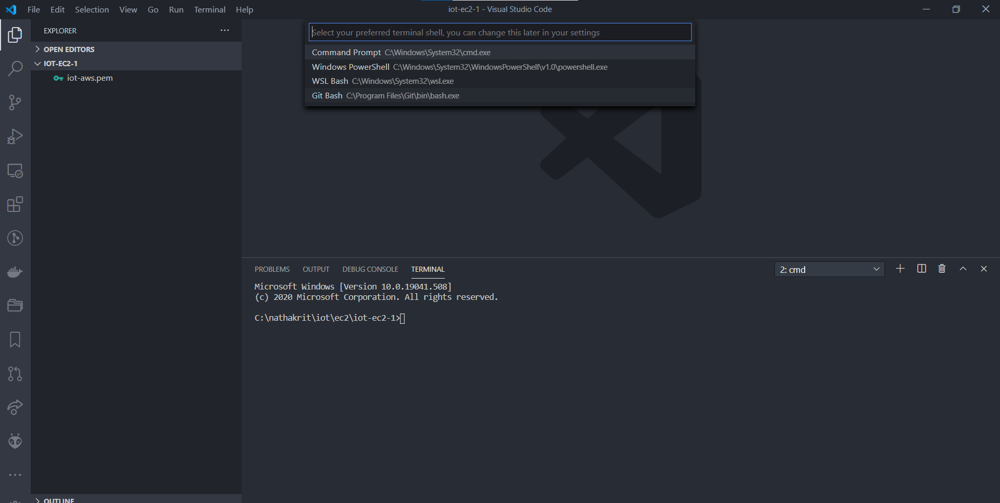 File Edit Selection View Go Run Terminal Help
iot-ec2-1 - Visual Studio Code
EXPLORER
OPEN EDITORS
IOT-EC2-1
iot-aws.pem
OUTLINE
Select your preferred terminal shell, you can change this later in your settings
Command Prompt C:\Windows\System32\cmd.exe
Windows PowerShell C:\Windows\System32\WindowsPowerShell\v1.0\powershell.exe
WSL Bash C:\Windows\System32\wsl.exe
Git Bash C:\Program Files\Git\bin\bash.exe
PROBLEMS OUTPUT DEBUG CONSOLE TERMINAL
2: cmd
Microsoft Windows [Version 10.0.19041.508]
(c) 2020 Microsoft Corporation. All rights reserved.
C:\nathakrit\iot\ec2\iot-ec2-1>